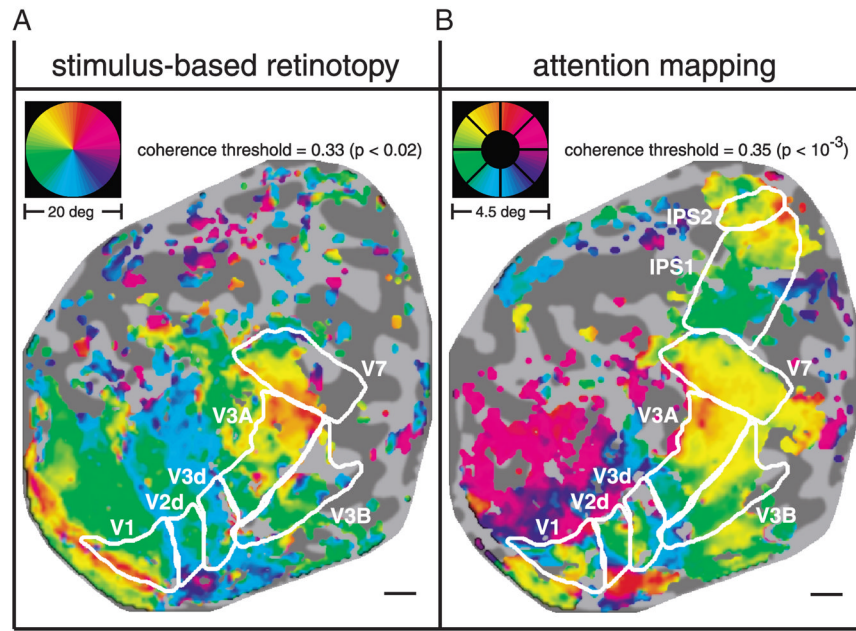 A
B
stimulus-based retinotopy
attention mapping
coherence threshold = 0.33 (p < 0.02)
coherence threshold = 0.35 (p < 10⁻³)
20 deg
4.5 deg
IPS2
IPS1
V7
V7
V3A
V3A
V3d
V3d
V2d
V2d
V1
V1
V3B
V3B